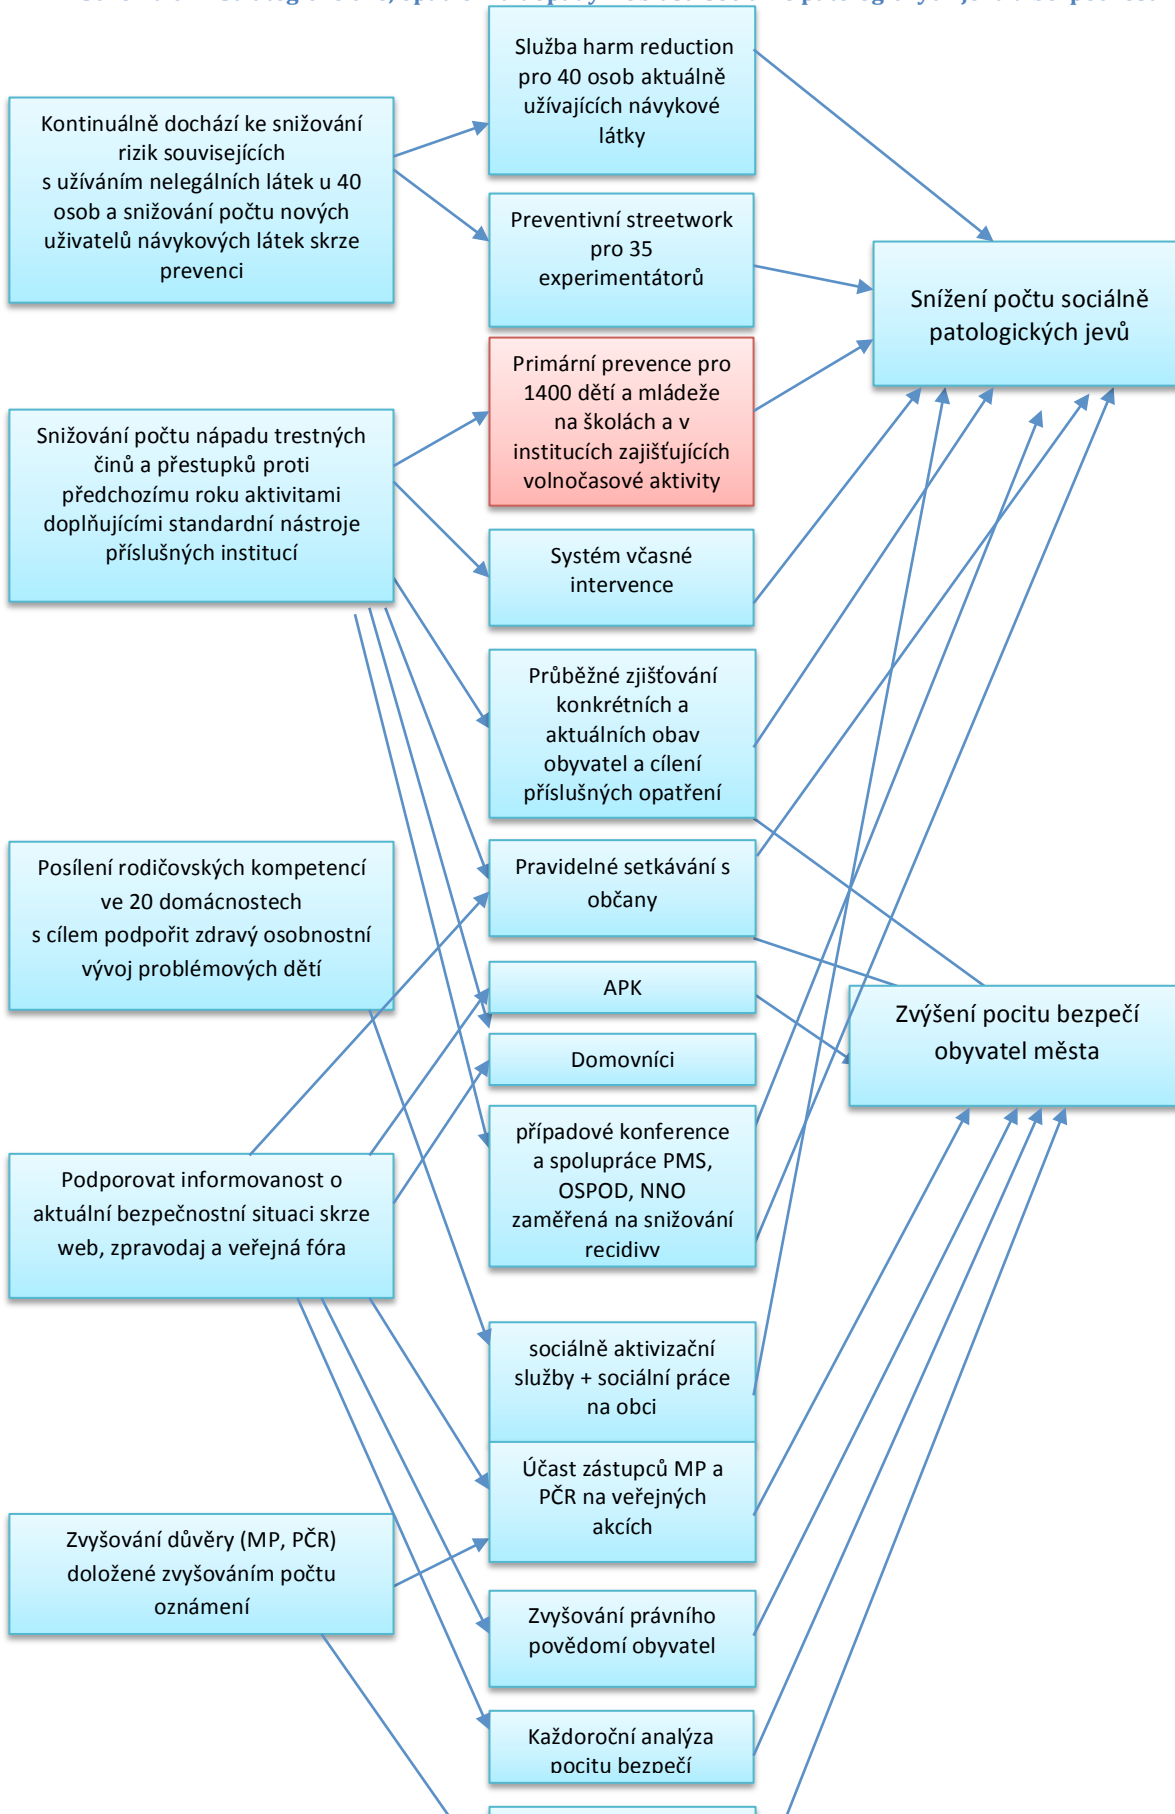 Služba harm reduction
pro 40 osob aktuálně
užívajících návykové
látky
Kontinuálně dochází ke snižování
rizik souvisejících
s užíváním nelegálních látek u 40
osob a snižování počtu nových
uživatelů návykových látek skrze
prevenci
Preventivní streetwork
pro 35
experimentátorů
Snížení počtu sociálně
patologických jevů
Primární prevence pro
1400 dětí a mládeže
na školách a v
institucích zajišťujících
volnočasové aktivity
Snižování počtu nápadu trestných
činů a přestupků proti
předchozímu roku aktivitami
doplňujícími standardní nástroje
příslušných institucí
Systém včasné
intervence
Průběžné zjišťování
konkrétních a
aktuálních obav
obyvatel a cílení
příslušných opatření
Posílení rodičovských kompetencí
ve 20 domácnostech
s cílem podpořit zdravý osobnostní
vývoj problémových dětí
Pravidelné setkávání s
občany
APK
Zvýšení pocitu bezpečí
obyvatel města
Domovníci
případové konference
a spolupráce PMS,
OSPOD, NNO
zaměřená na snižování
recidivy
Podporovat informovanost o
aktuální bezpečnostní situaci skrze
web, zpravodaj a veřejná fóra
sociálně aktivizační
služby + sociální práce
na obci
Účast zástupců MP a
PČR na veřejných
akcích
Zvyšování důvěry (MP, PČR)
doložené zvyšováním počtu
oznámení
Zvyšování právního
povědomí obyvatel
Každoroční analýza
pocitu bezpečí